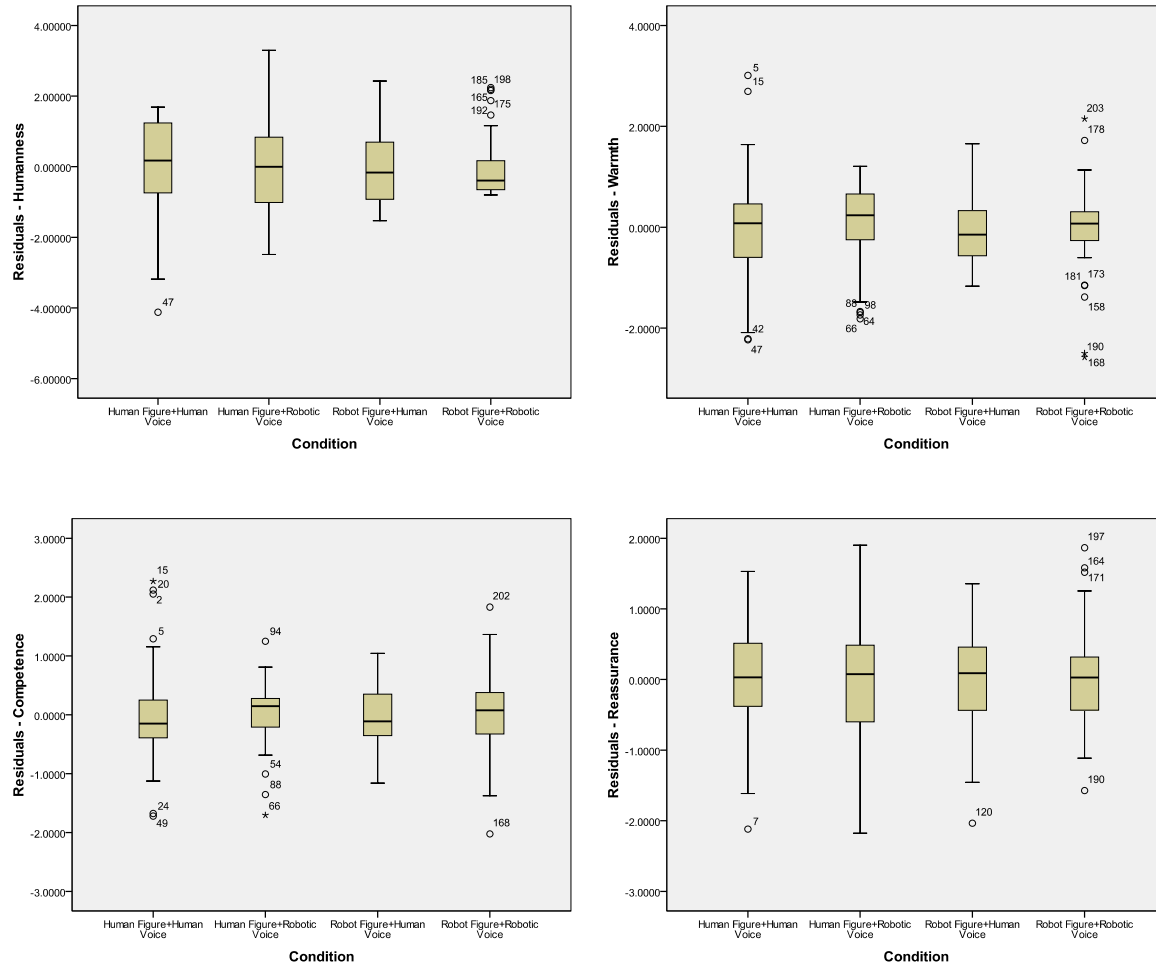 4.00000
2.00000
0.00000
-2.00000
-4.00000
-6.00000
Residuals - Humanness
47
185 198
165 175
192
Human Figure+Human Voice
Human Figure+Robotic Voice
Robot Figure+Human Voice
Robot Figure+Robotic Voice
Condition
4.0000
2.0000
0.0000
-2.0000
Residuals - Warmth
5
15
42
47
88 98
66 64
203
178
181 173
158
190
168
Human Figure+Human Voice
Human Figure+Robotic Voice
Robot Figure+Human Voice
Robot Figure+Robotic Voice
Condition
3.0000
2.0000
1.0000
0.0000
-1.0000
-2.0000
-3.0000
Residuals - Competence
15
20
2
5
24
49
94
54
88
66
202
168
Human Figure+Human Voice
Human Figure+Robotic Voice
Robot Figure+Human Voice
Robot Figure+Robotic Voice
Condition
2.0000
1.0000
0.0000
-1.0000
-2.0000
-3.0000
Residuals - Reassurance
7
120
197
164
171
190
Human Figure+Human Voice
Human Figure+Robotic Voice
Robot Figure+Human Voice
Robot Figure+Robotic Voice
Condition